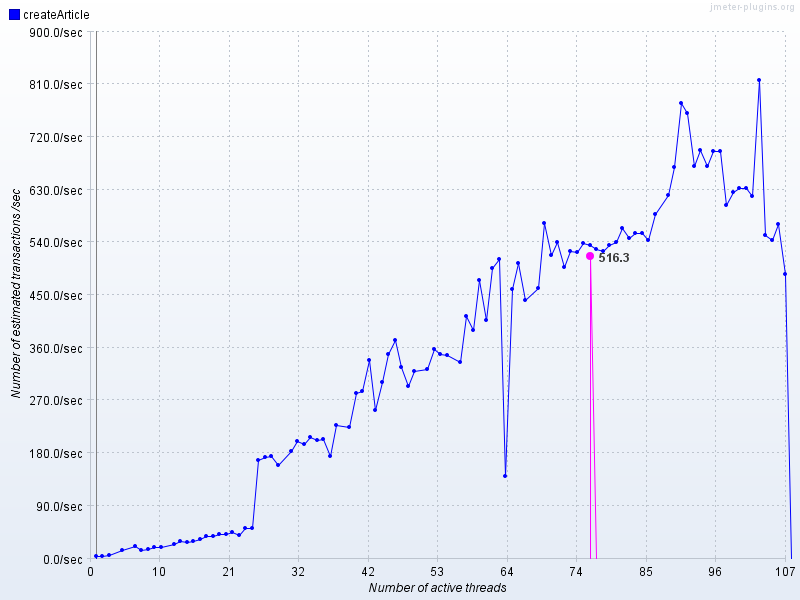 jmeter-plugins.org
createArticle
900.0/sec
810.0/sec
720.0/sec
630.0/sec
540.0/sec
450.0/sec
360.0/sec
270.0/sec
180.0/sec
90.0/sec
0.0/sec
Number of estimated transactions /sec
516.3
0 10 21 32 42 53 64 74 85 96 107
Number of active threads